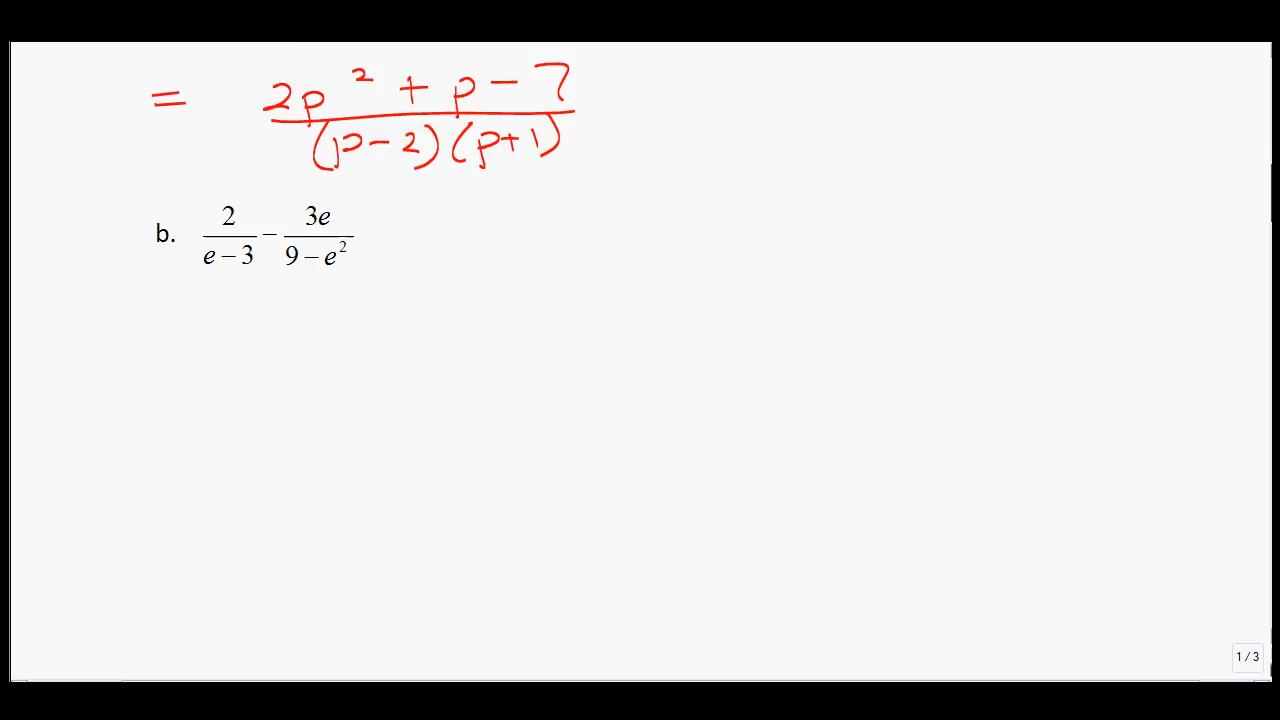 = 2p² + p - 7
(p-2)(p+1)
b. 2/(e-3) - 3e/(9-e²)
1/3